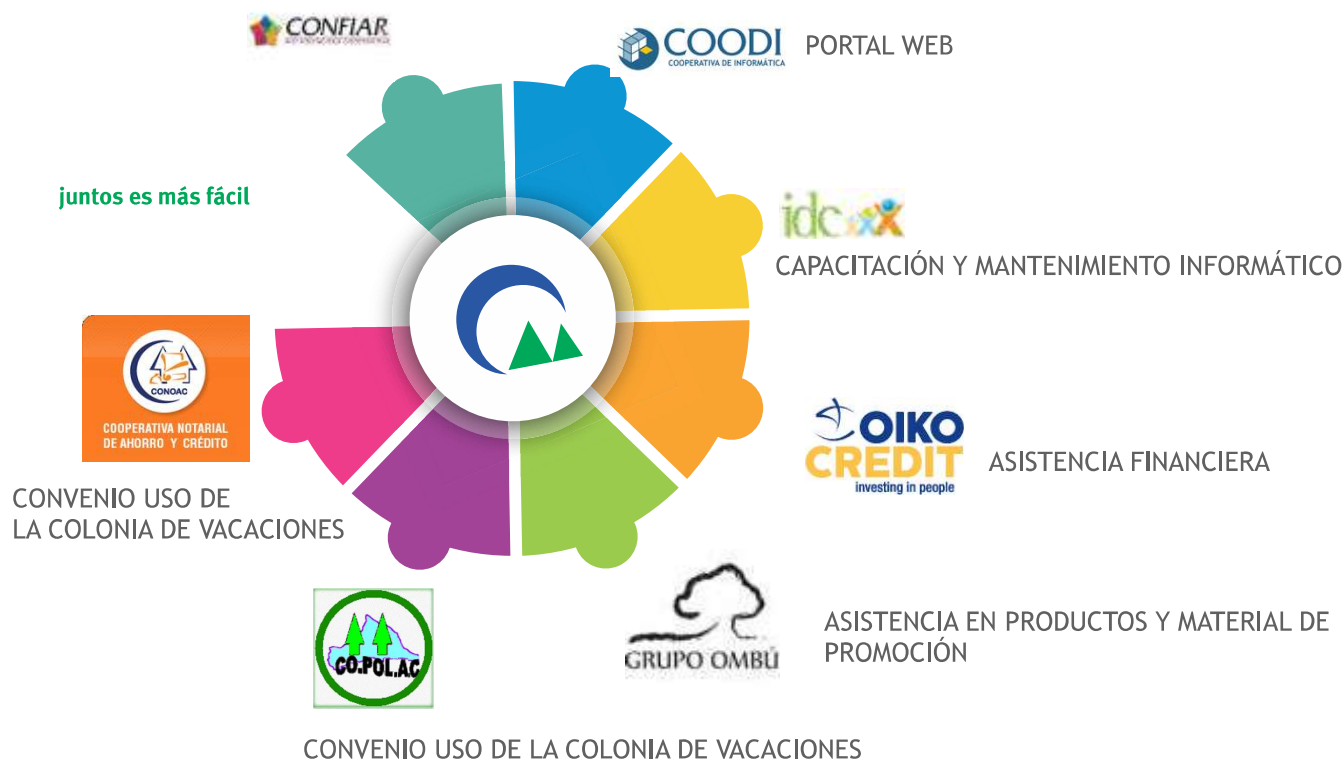 CONFIAR
COODI
COOPERATIVA DE INFORMÁTICA
PORTAL WEB
juntos es más fácil
idc
CAPACITACIÓN Y MANTENIMIENTO INFORMÁTICO
CONOAC
COOPERATIVA NOTARIAL
DE AHORRO Y CRÉDITO
CONVENIO USO DE
LA COLONIA DE VACACIONES
OIKO
CREDIT
investing in people
ASISTENCIA FINANCIERA
GRUPO OMBÚ
ASISTENCIA EN PRODUCTOS Y MATERIAL DE
PROMOCIÓN
CO.POL.AC
CONVENIO USO DE LA COLONIA DE VACACIONES